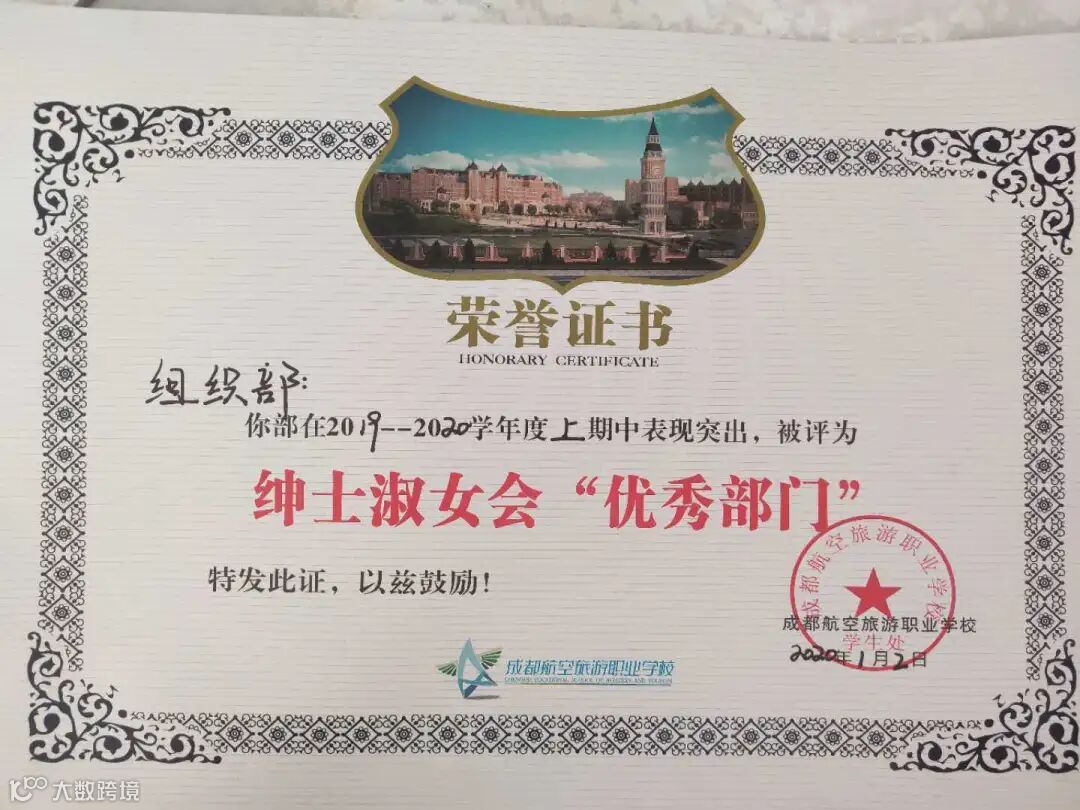 荣誉证书
HONORARY CERTIFICATE
组织部:
你部在2019--2020学年度上期中表现突出，被评为
绅士淑女会“优秀部门”
特发此证，以兹鼓励！
成都航空旅游职业学校
学生处
成都航空旅游职业学校
2020年1月2日
成都航空旅游职业学校
大数跨境